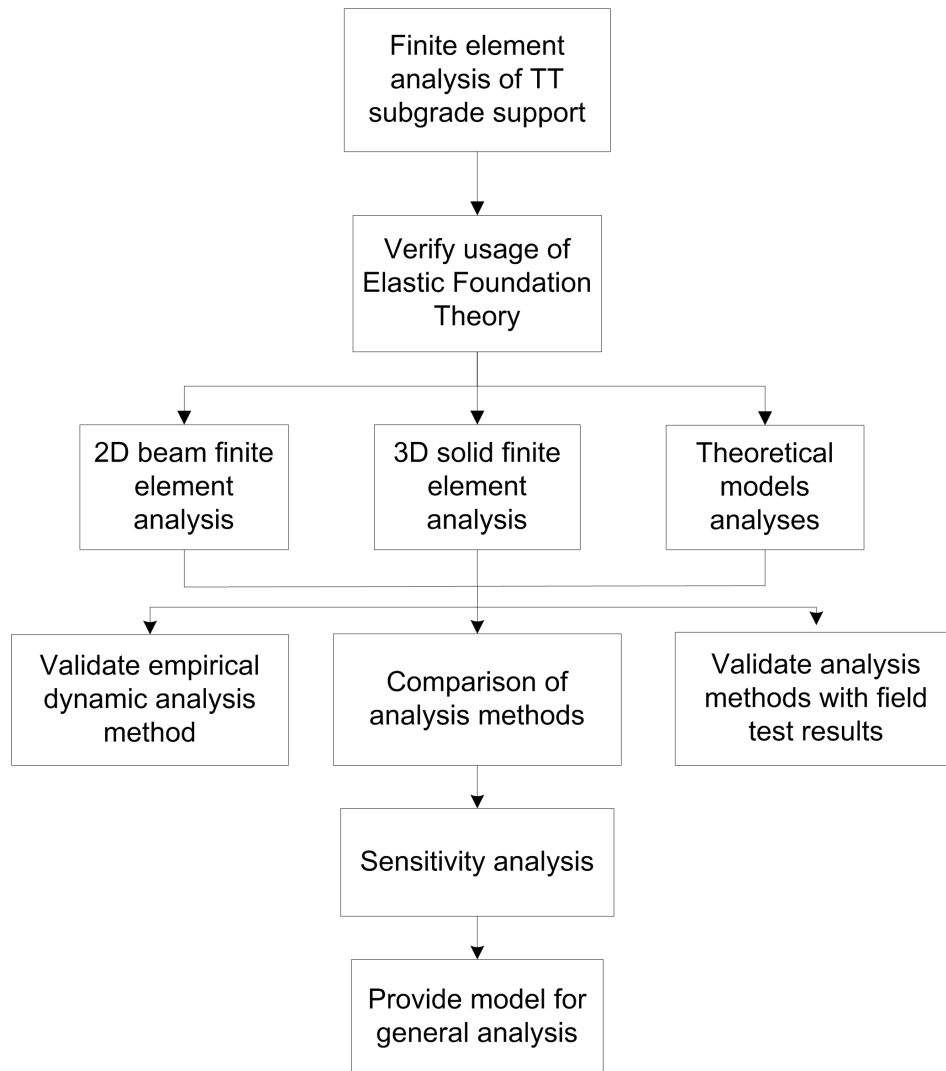 Finite element
analysis of TT
subgrade support
Verify usage of
Elastic Foundation
Theory
2D beam finite
element
analysis
3D solid finite
element
analysis
Theoretical
models
analyses
Validate empirical
dynamic analysis
method
Comparison of
analysis methods
Validate analysis
methods with field
test results
Sensitivity analysis
Provide model for
general analysis